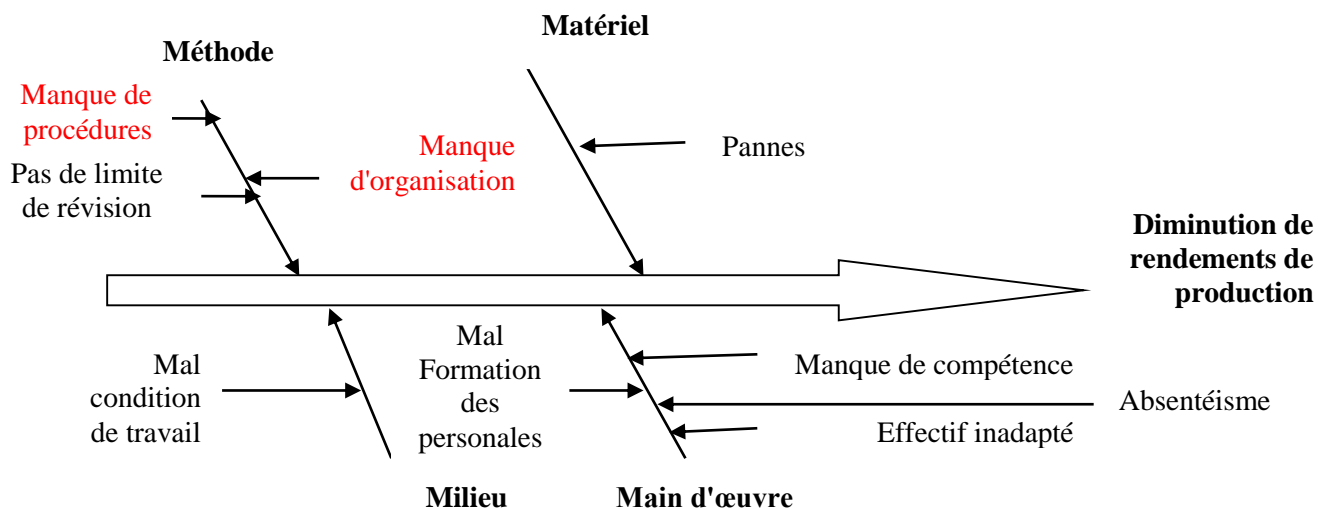 Matériel
Méthode
Manque de
procédures
Manque
d'organisation
Pannes
Pas de limite
de révision
Diminution de
rendements de
production
Mal
condition
de travail
Mal
Formation
des
personales
Manque de compétence
Absentéisme
Effectif inadapté
Milieu
Main d'œuvre